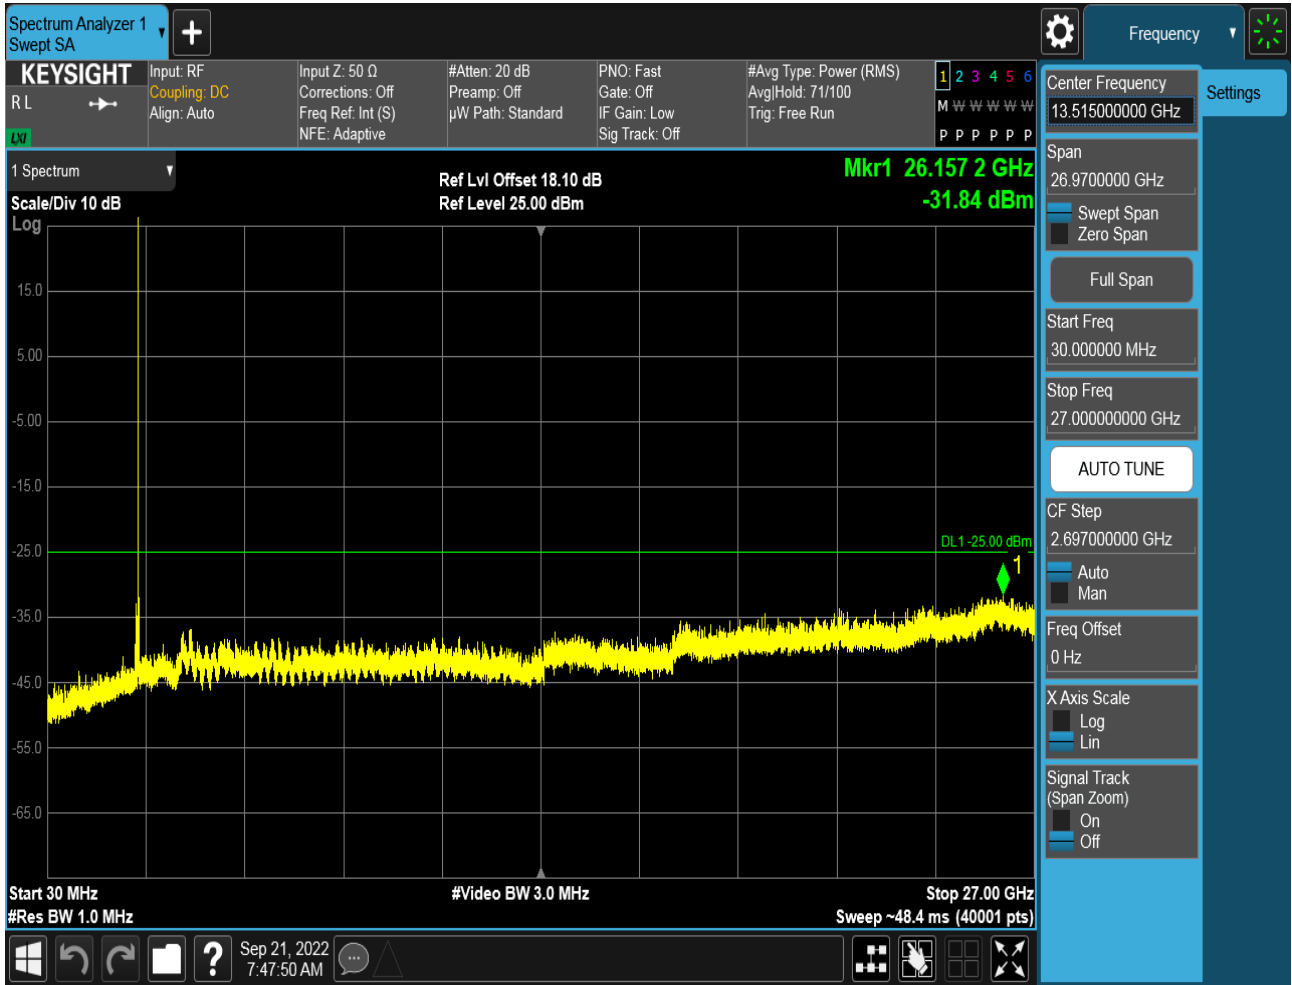 Spectrum Analyzer 1
Swept SA
Frequency
KEYSIGHT
R L
LXI
Input: RF
Coupling: DC
Align: Auto
Input Z: 50 Ω
Corrections: Off
Freq Ref: Int (S)
NFE: Adaptive
#Atten: 20 dB
Preamp: Off
µW Path: Standard
PNO: Fast
Gate: Off
IF Gain: Low
Sig Track: Off
#Avg Type: Power (RMS)
Avg|Hold: 71/100
Trig: Free Run
1 2 3 4 5 6
M W W W W W
P P P P P P
1 Spectrum
Scale/Div 10 dB
Log
Ref Lvl Offset 18.10 dB
Ref Level 25.00 dBm
Mkr1 26.157 2 GHz
-31.84 dBm
15.0
5.00
-5.00
-15.0
-25.0
-35.0
-45.0
-55.0
-65.0
DL1 -25.00 dBm
1
Start 30 MHz
#Res BW 1.0 MHz
#Video BW 3.0 MHz
Stop 27.00 GHz
Sweep ~48.4 ms (40001 pts)
Center Frequency
13.515000000 GHz
Span
26.9700000 GHz
Swept Span
Zero Span
Full Span
Start Freq
30.000000 MHz
Stop Freq
27.000000000 GHz
AUTO TUNE
CF Step
2.697000000 GHz
Auto
Man
Freq Offset
0 Hz
X Axis Scale
Log
Lin
Signal Track
(Span Zoom)
On
Off
Settings
?
Sep 21, 2022
7:47:50 AM